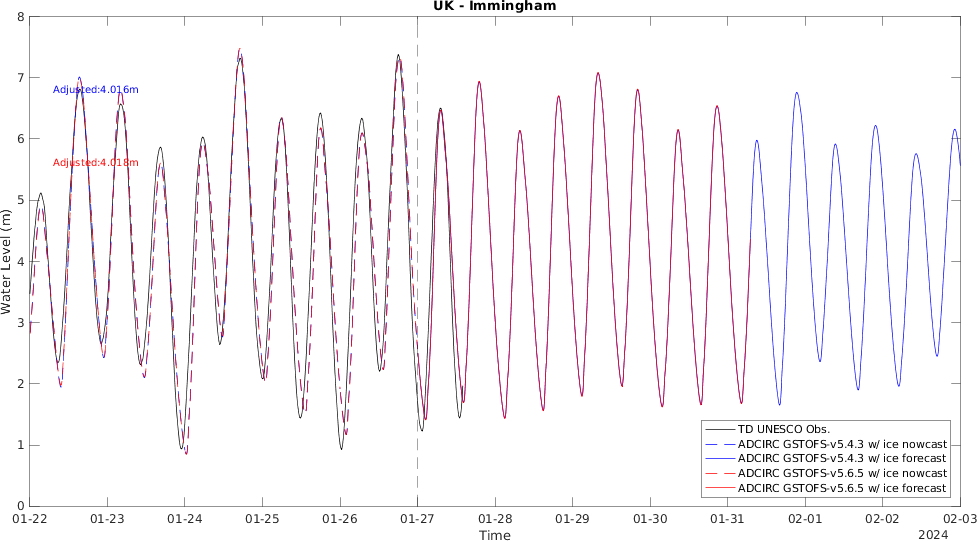 UK - Immingham
8
7
6
5
4
3
2
1
0
Water Level (m)
Adjusted:4.016m
Adjusted:4.018m
TD UNESCO Obs.
ADCIRC GSTOFS-v5.4.3 w/ ice nowcast
ADCIRC GSTOFS-v5.4.3 w/ ice forecast
ADCIRC GSTOFS-v5.6.5 w/ ice nowcast
ADCIRC GSTOFS-v5.6.5 w/ ice forecast
01-22 01-23 01-24 01-25 01-26 01-27 01-28 01-29 01-30 01-31 02-01 02-02 02-03
Time
2024